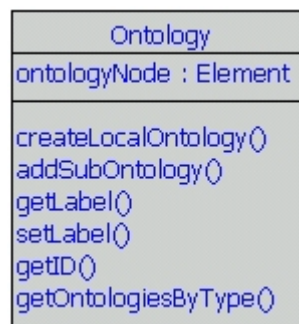 Ontology
ontologyNode : Element
createLocalOntology()
addSubOntology()
getLabel()
setLabel()
getID()
getOntologiesByType()